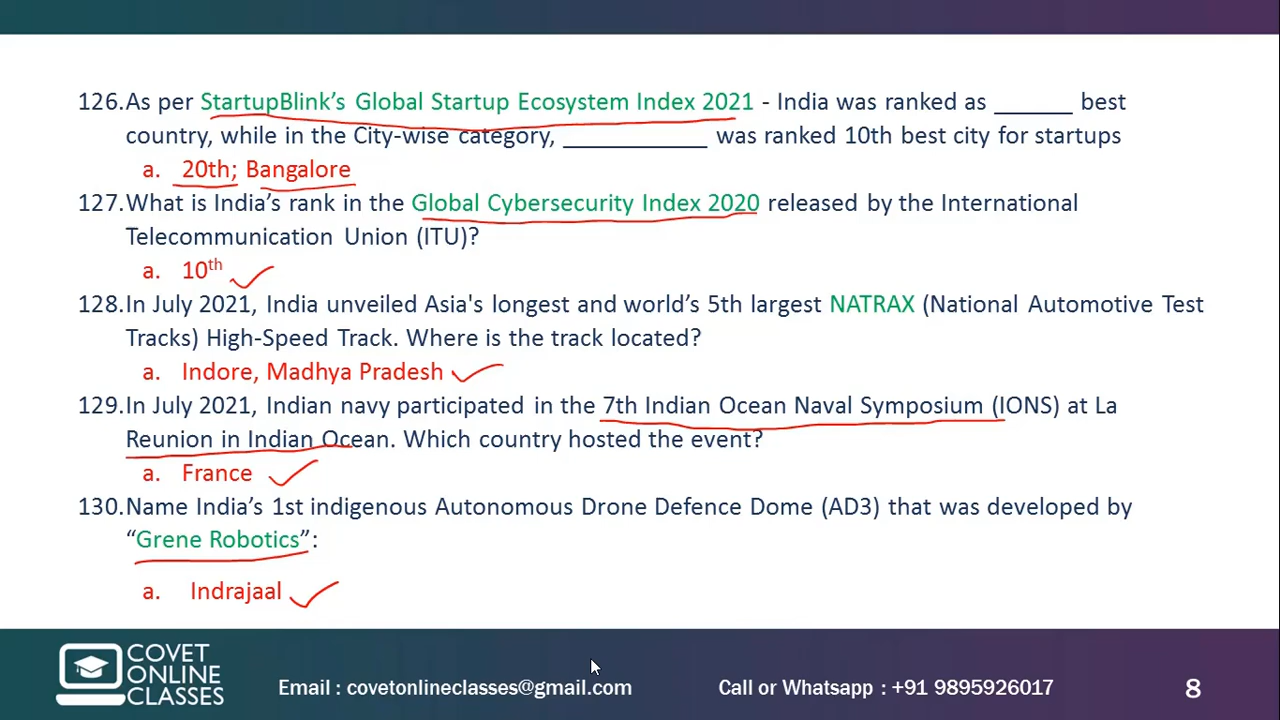 126.As per StartupBlink’s Global Startup Ecosystem Index 2021 - India was ranked as ______ best
country, while in the City-wise category, ___________ was ranked 10th best city for startups
a. 20th; Bangalore
127.What is India’s rank in the Global Cybersecurity Index 2020 released by the International
Telecommunication Union (ITU)?
a. 10th
128.In July 2021, India unveiled Asia's longest and world’s 5th largest NATRAX (National Automotive Test
Tracks) High-Speed Track. Where is the track located?
a. Indore, Madhya Pradesh
129.In July 2021, Indian navy participated in the 7th Indian Ocean Naval Symposium (IONS) at La
Reunion in Indian Ocean. Which country hosted the event?
a. France
130.Name India’s 1st indigenous Autonomous Drone Defence Dome (AD3) that was developed by
“Grene Robotics”:
a. Indrajaal
COVET
ONLINE
CLASSES
Email : covetonlineclasses@gmail.com Call or Whatsapp : +91 9895926017 8